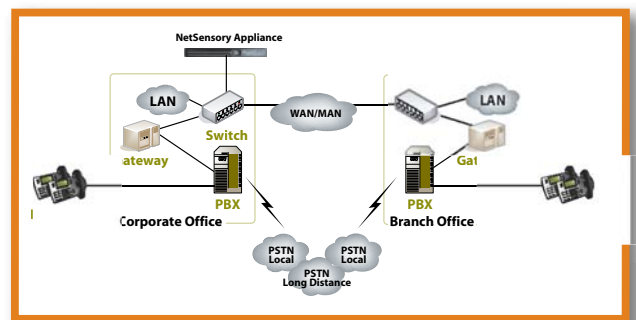 NetSensory Appliance
LAN
WAN/MAN
LAN
Switch
ateway
Gat
PBX
PBX
Corporate Office
Branch Office
PSTN
Local
PSTN
Local
PSTN
Long Distance